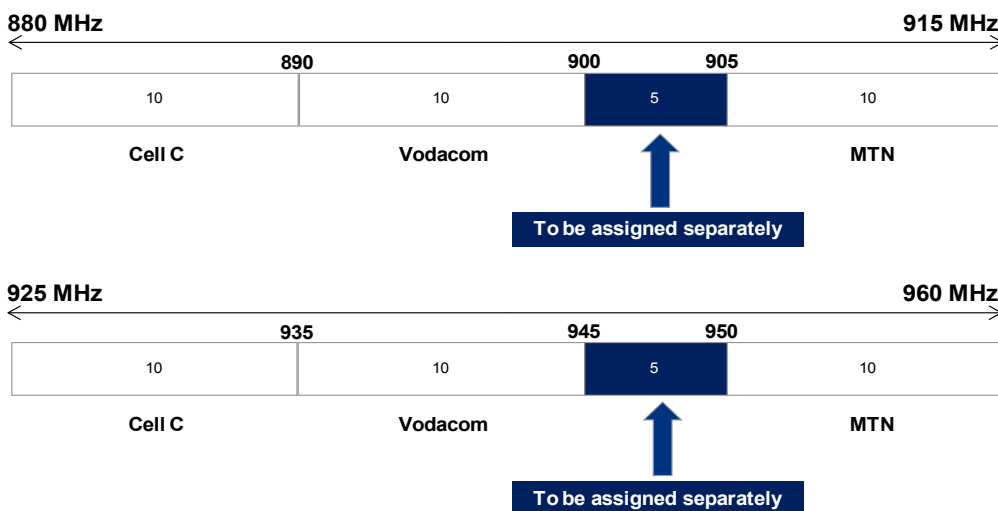 880 MHz 915 MHz
890 900 905
10 10 5 10
Cell C Vodacom MTN
To be assigned separately
925 MHz 960 MHz
935 945 950
10 10 5 10
Cell C Vodacom MTN
To be assigned separately